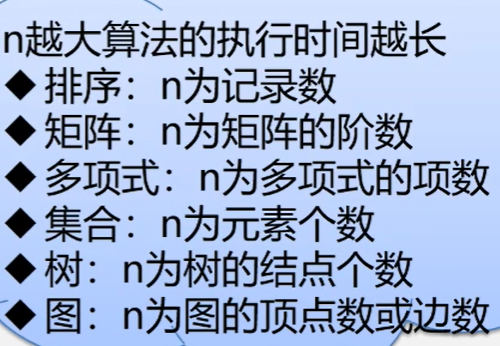 n越大算法的执行时间越长
◆排序：n为记录数
◆矩阵：n为矩阵的阶数
◆多项式：n为多项式的项数
◆集合：n为元素个数
◆树：n为树的结点个数
◆图：n为图的顶点数或边数